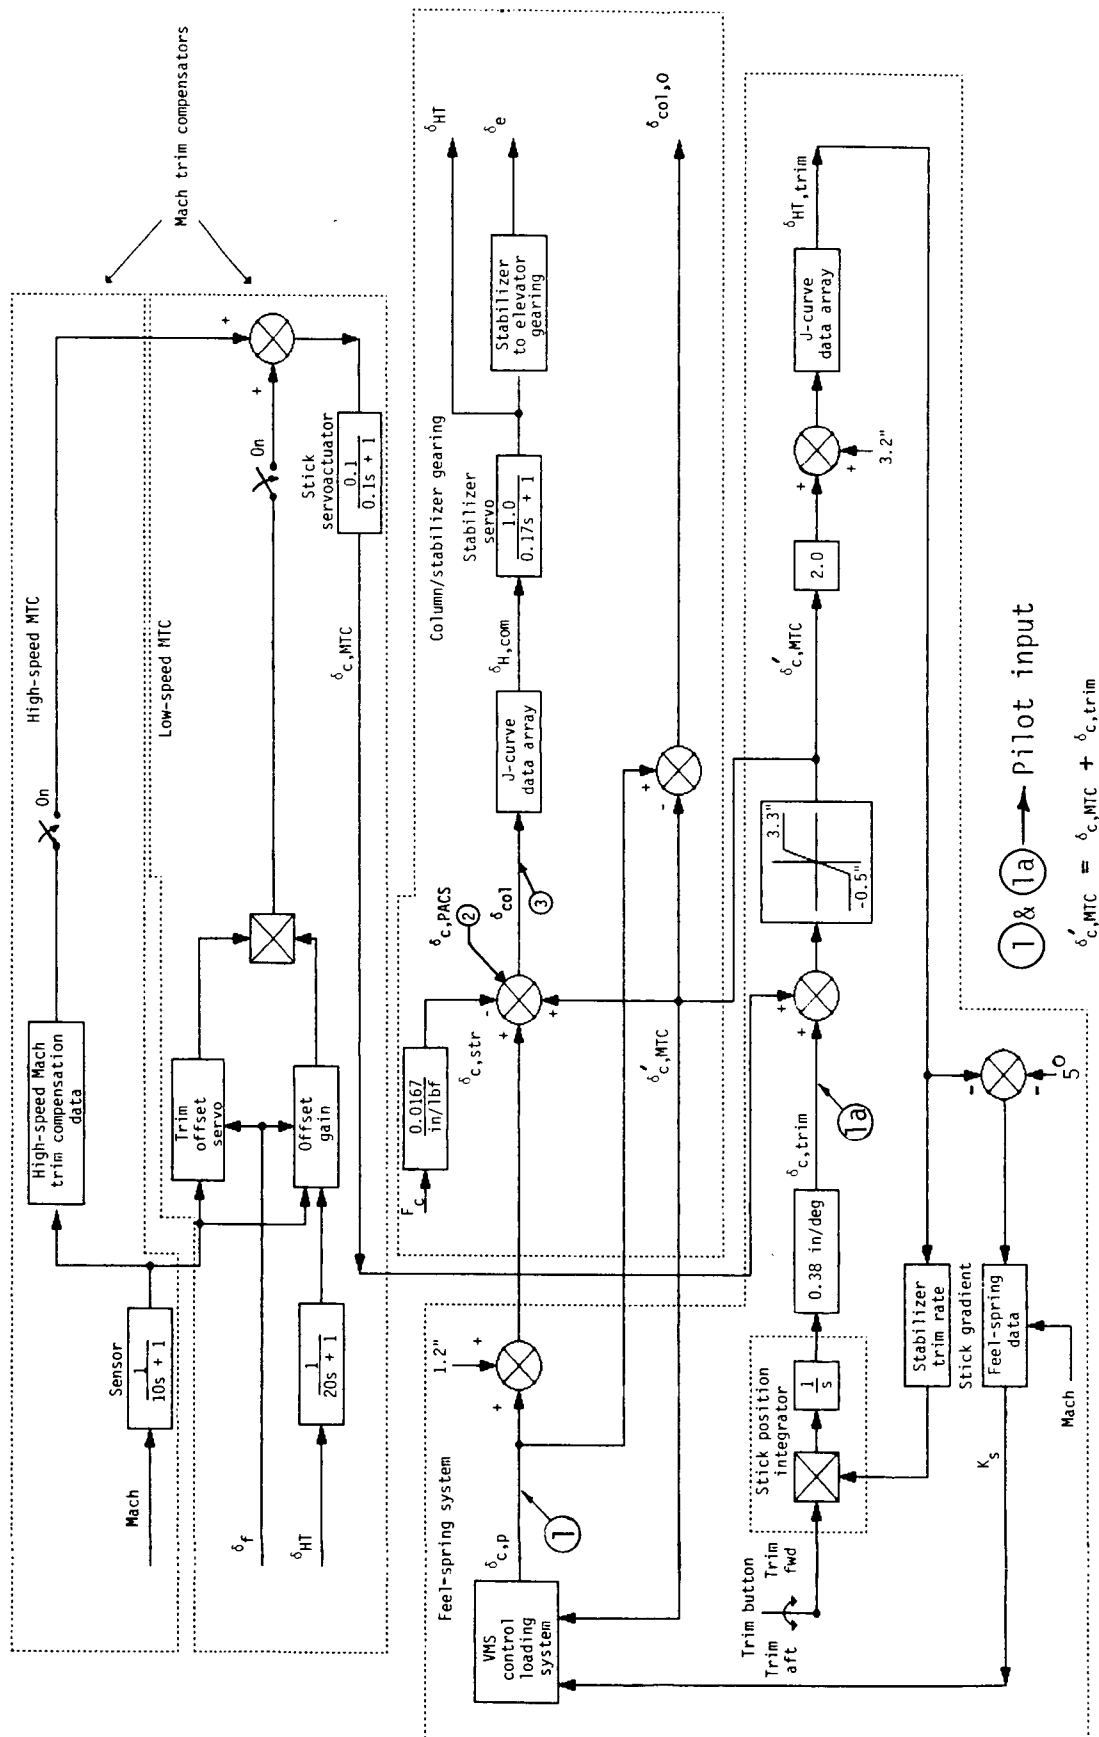 Mach trim compensators
High-speed MTC
On
High-speed Mach
trim compensation
data
Low-speed MTC
On
+
+
Stick
servoactuator
0.1
0.1s + 1
δc,MTC
Trim
offset
servo
Offset
gain
Sensor
1
10s + 1
Mach
δf
δHT
1
20s + 1
Column/stabilizer gearing
δHT
δe
Stabilizer
to elevator
gearing
Stabilizer
servo
1.0
0.17s + 1
δH,com
J-curve
data array
δcol
3
δc,PACS
2
-
+
+
δc,str
0.0167
in/lbf
Fc
δcol,0
+
-
δ′c,MTC
Feel-spring system
1.2"
+
+
δc,p
1
VMS
control
loading
system
δHT,trim
J-curve
data array
+
+
3.2"
2.0
δ′c,MTC
3.3"
-0.5"
+
+
1a
δc,trim
0.38 in/deg
Stick position
integrator
1
s
Trim button
Trim
fwd
Trim
aft
Stabilizer
trim rate
Stick gradient
Feel-spring
data
Mach
Ks
-
-
5°
1 & 1a Pilot input
δ′c,MTC = δc,MTC + δc,trim